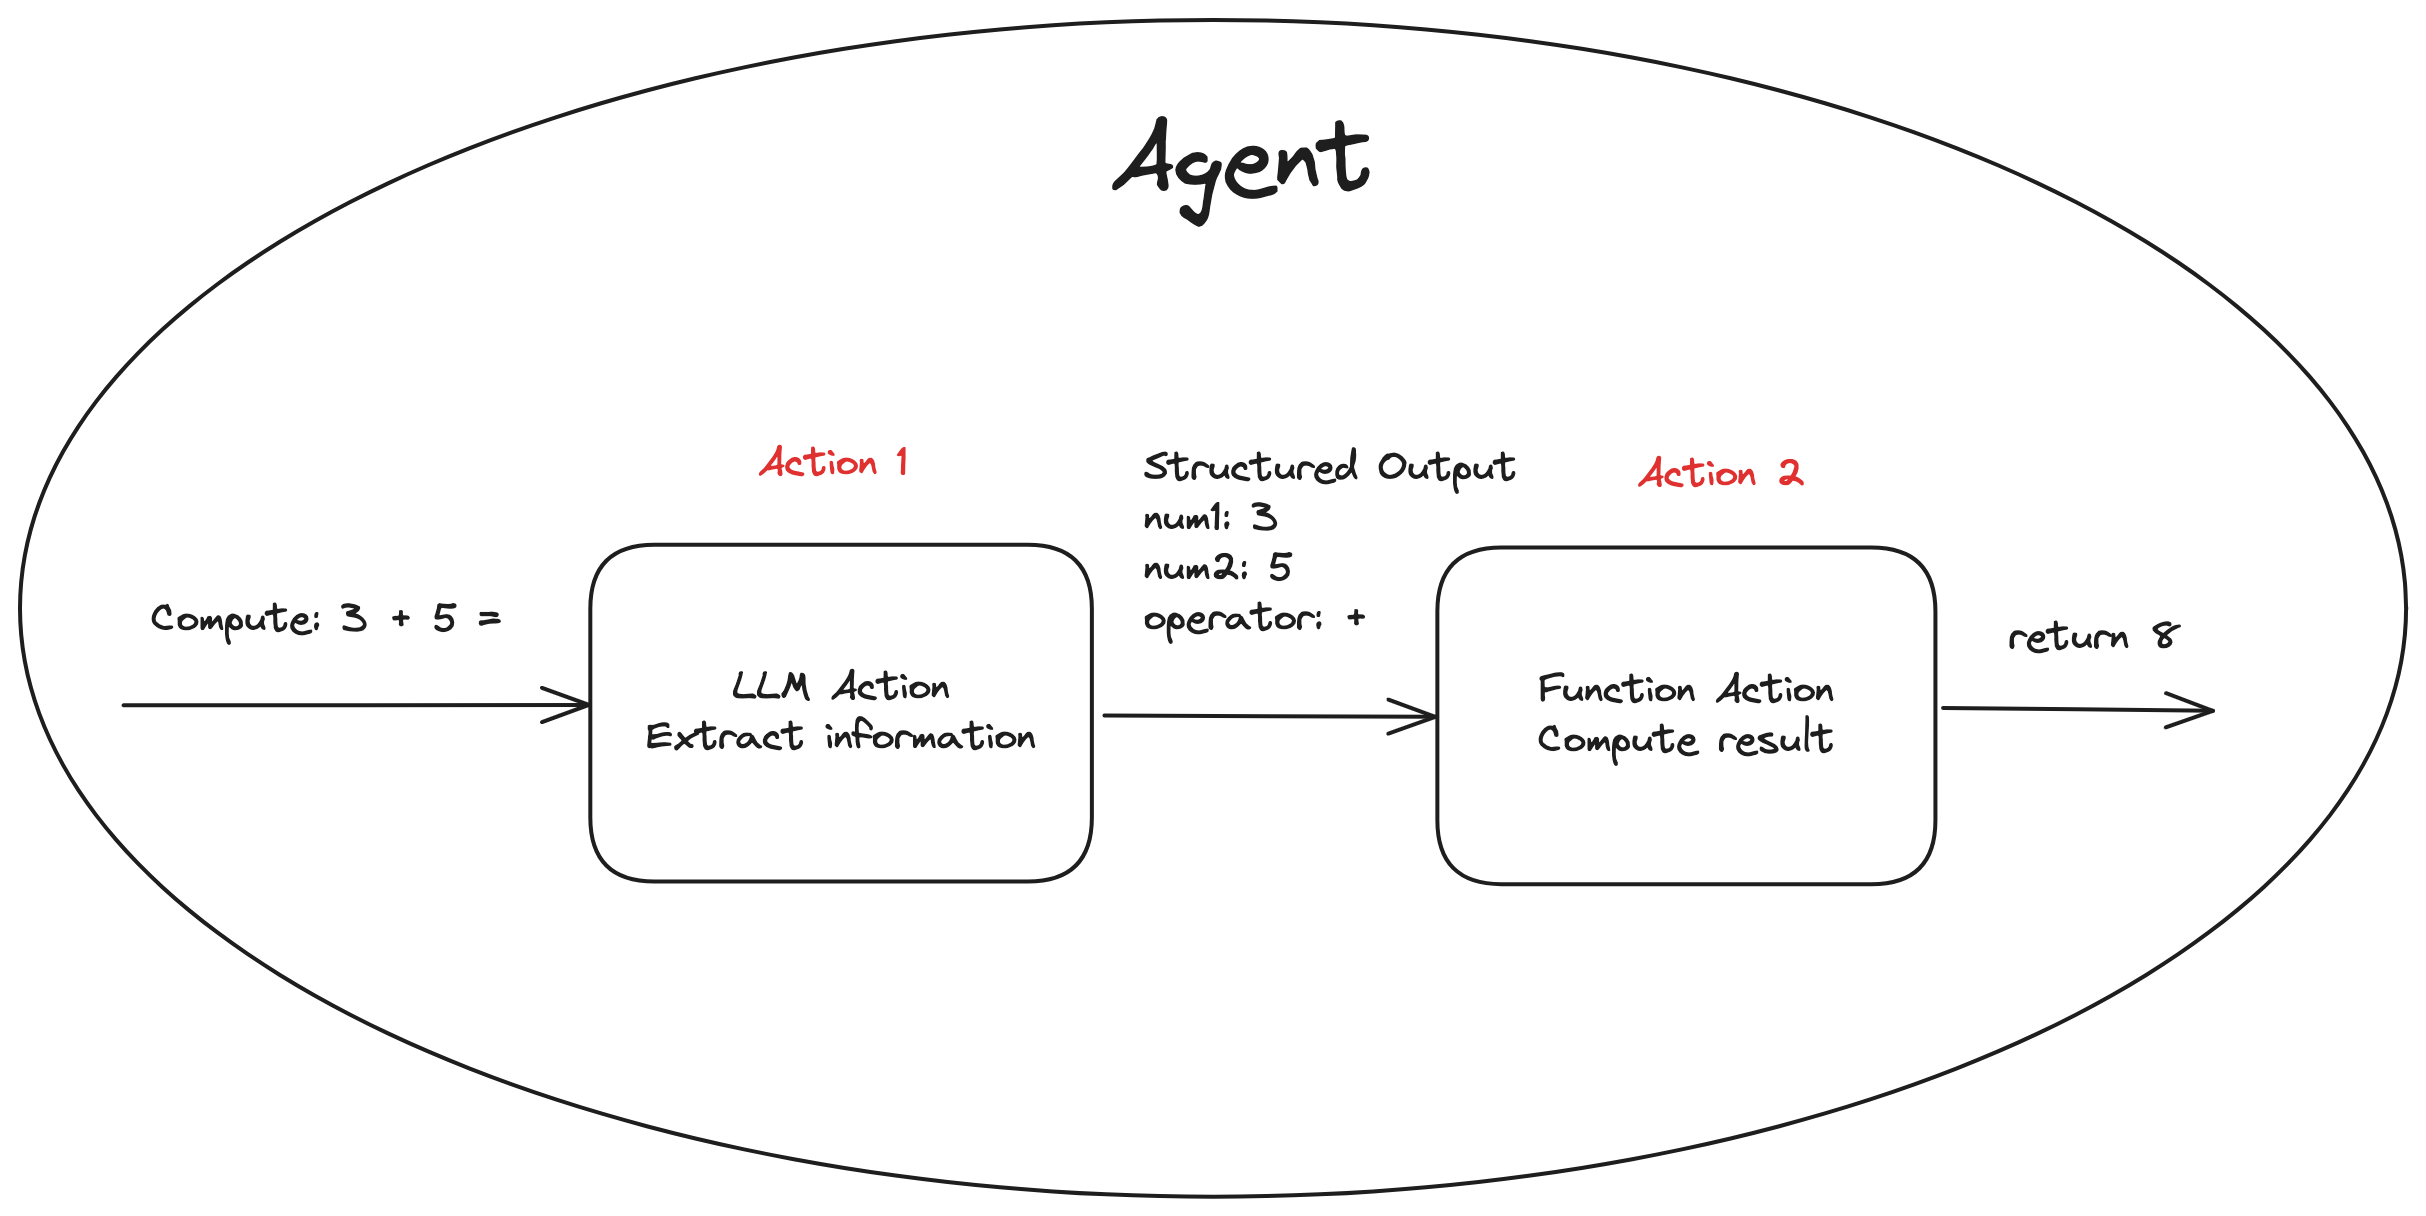 Agent
Action 1
Structured Output
num1: 3
num2: 5
operator: +
Action 2
Compute: 3 + 5 =
LLM Action
Extract information
Function Action
Compute result
return 8